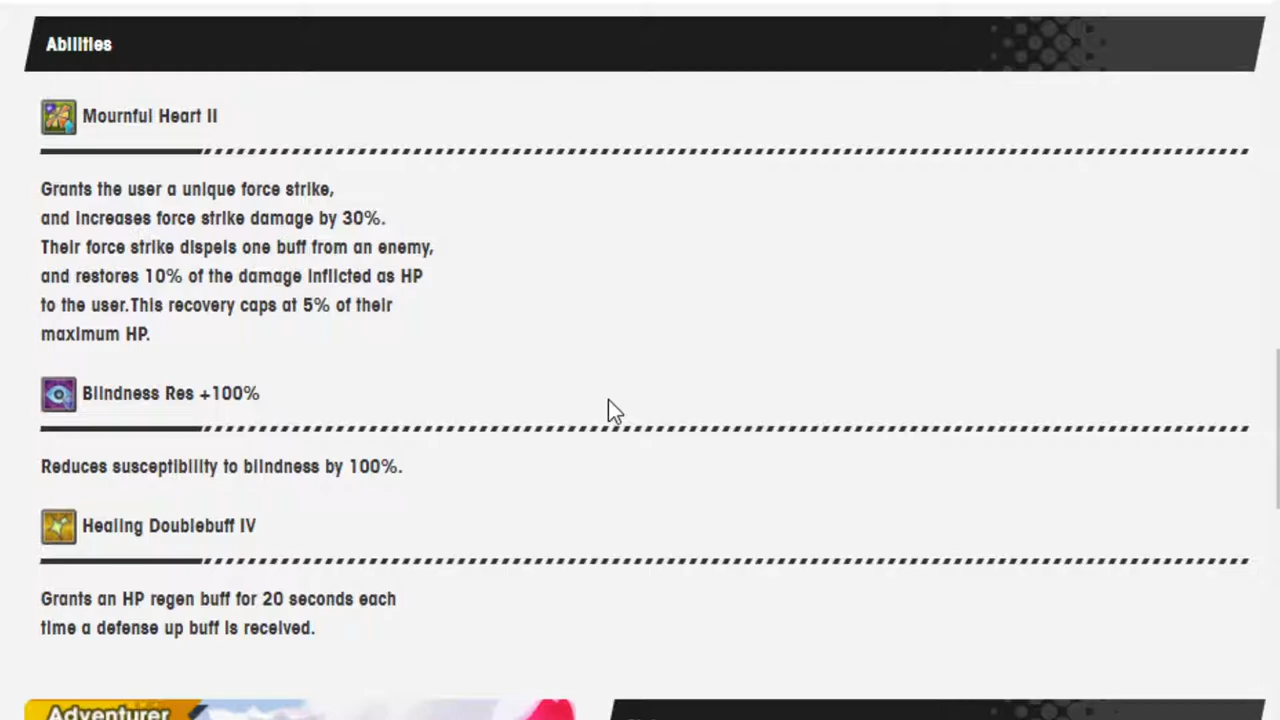 Abilities
Mournful Heart II
Grants the user a unique force strike,
and increases force strike damage by 30%.
Their force strike dispels one buff from an enemy,
and restores 10% of the damage inflicted as HP
to the user.This recovery caps at 5% of their
maximum HP.
Blindness Res +100%
Reduces susceptibility to blindness by 100%.
Healing Doublebuff IV
Grants an HP regen buff for 20 seconds each
time a defense up buff is received.
Adventurer